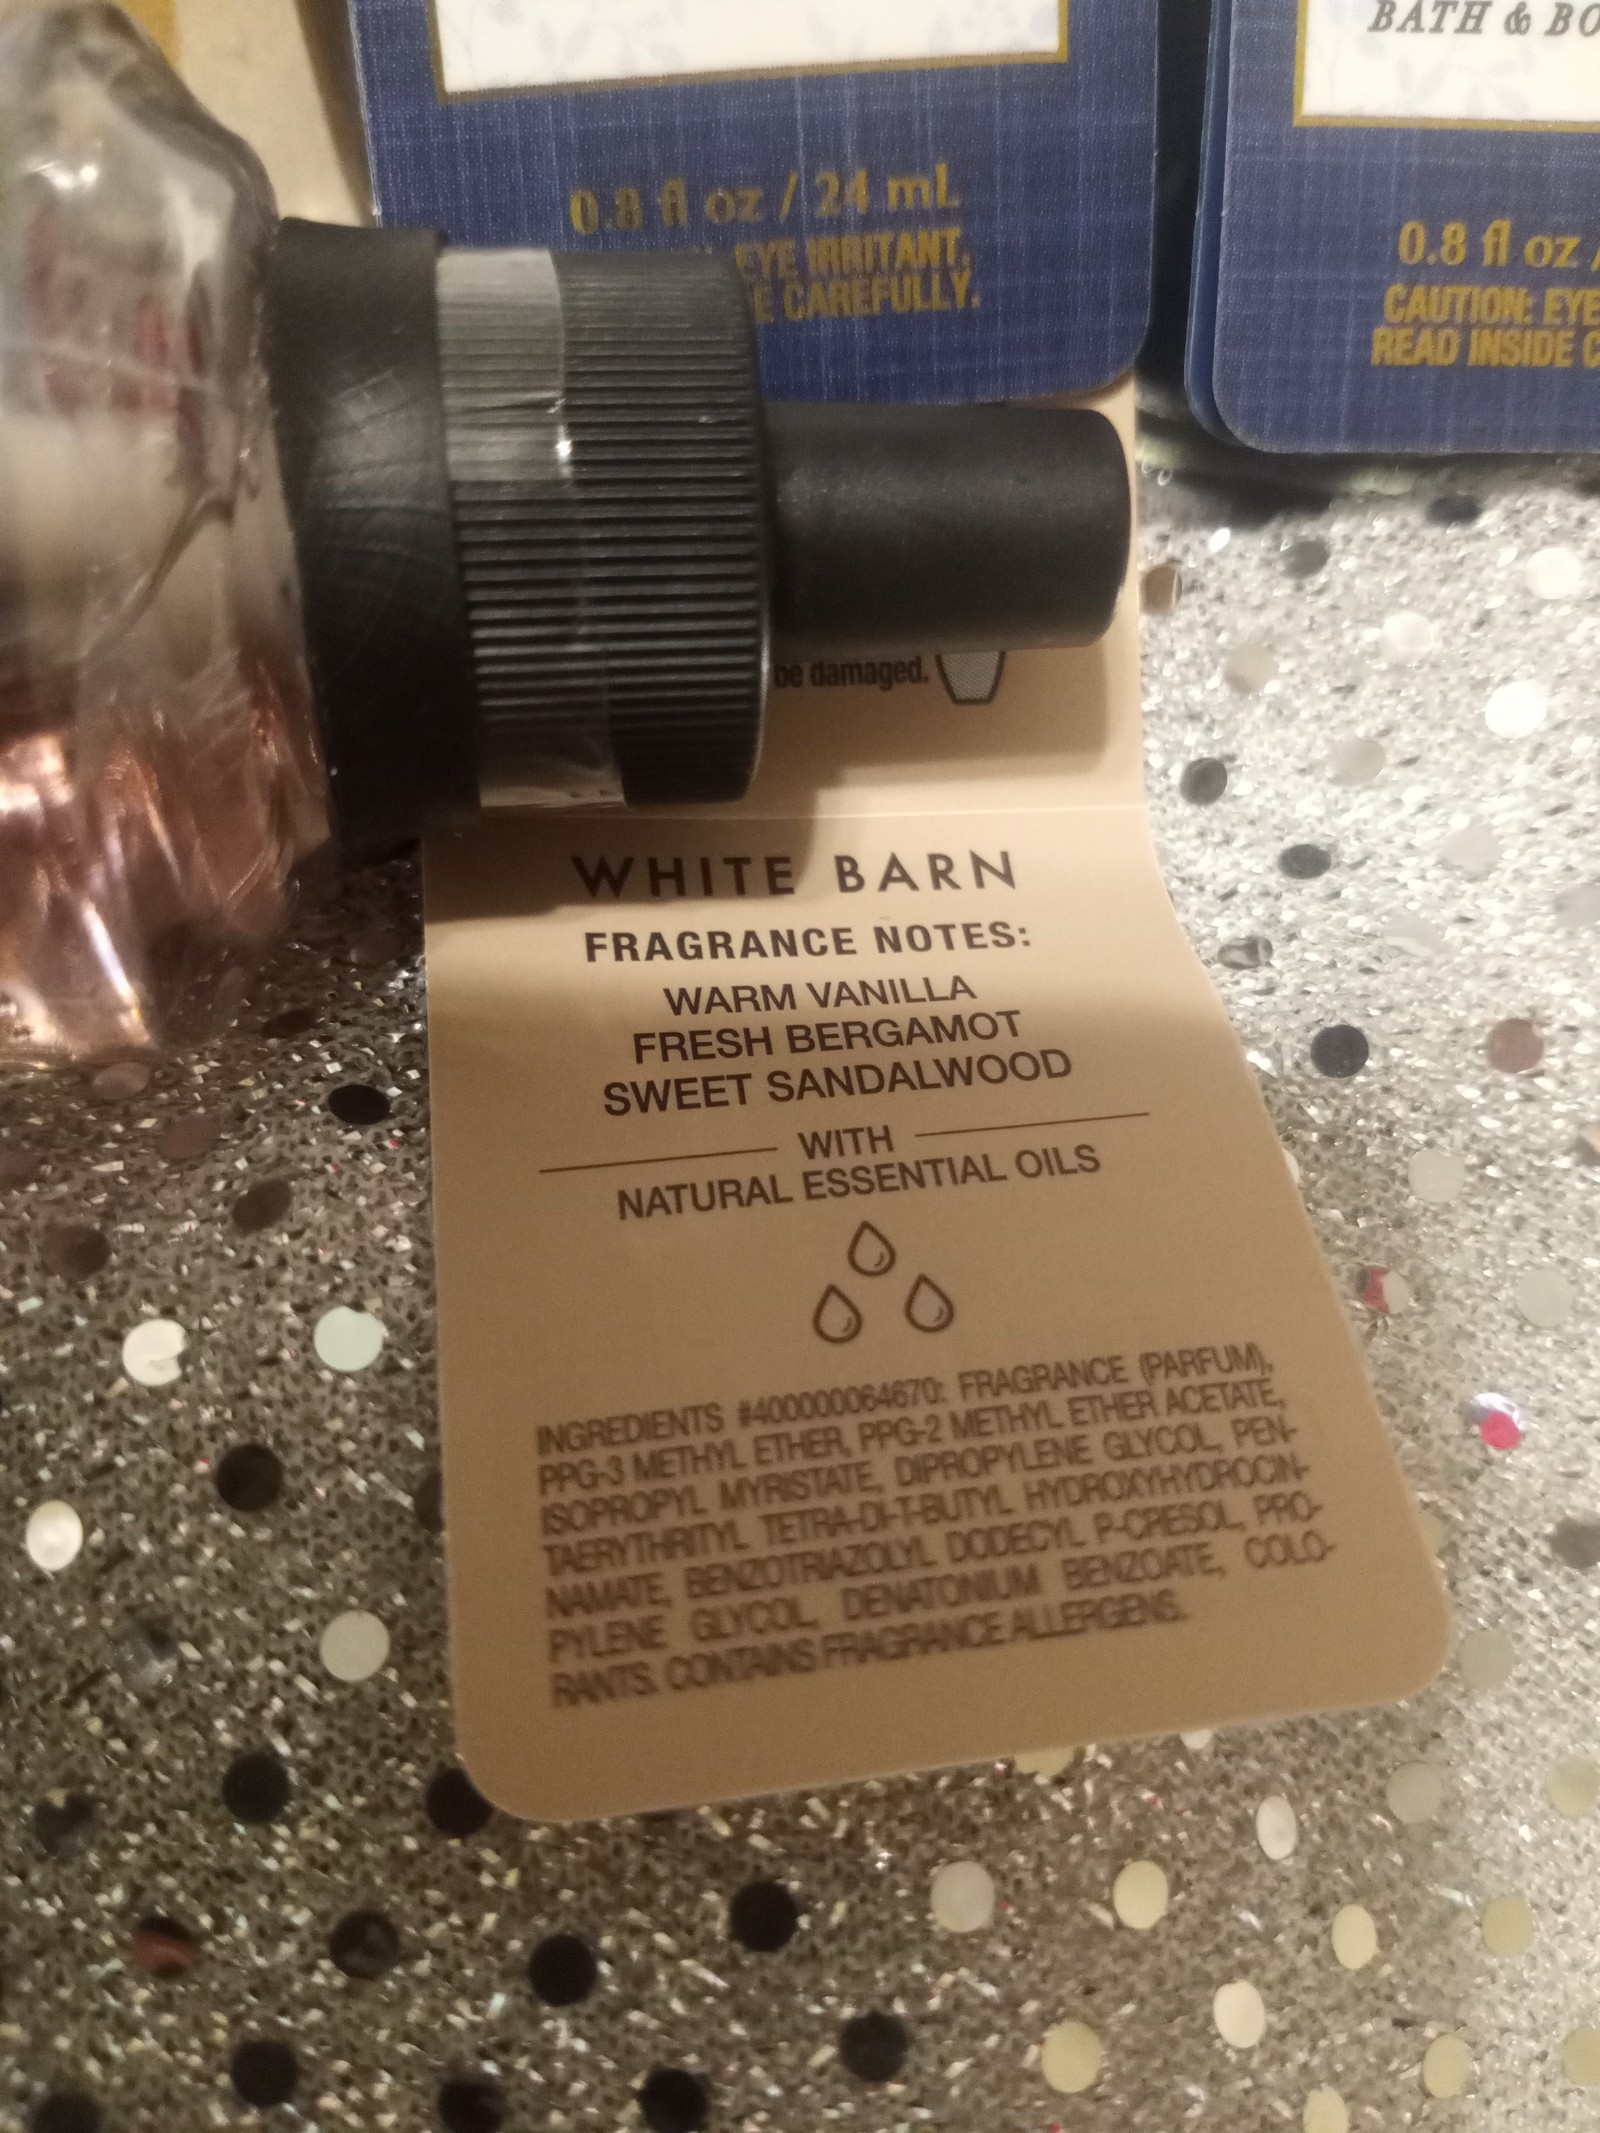 BATH & BO
0.8 fl oz / 24 mL
EYE IRRITANT.
E CAREFULLY.
0.8 fl oz /
CAUTION: EYE
READ INSIDE C
be damaged.
WHITE BARN
FRAGRANCE NOTES:
WARM VANILLA
FRESH BERGAMOT
SWEET SANDALWOOD
WITH
NATURAL ESSENTIAL OILS
INGREDIENTS #400000064670: FRAGRANCE (PARFUM),
PPG-3 METHYL ETHER, PPG-2 METHYL ETHER ACETATE,
ISOPROPYL MYRISTATE, DIPROPYLENE GLYCOL, PEN-
TAERYTHRITYL TETRA-DI-T-BUTYL HYDROXYHYDROCIN-
NAMATE, BENZOTRIAZOLYL DODECYL P-CRESOL, PRO-
PYLENE GLYCOL, DENATONIUM BENZOATE, COLO-
RANTS. CONTAINS FRAGRANCE ALLERGENS.